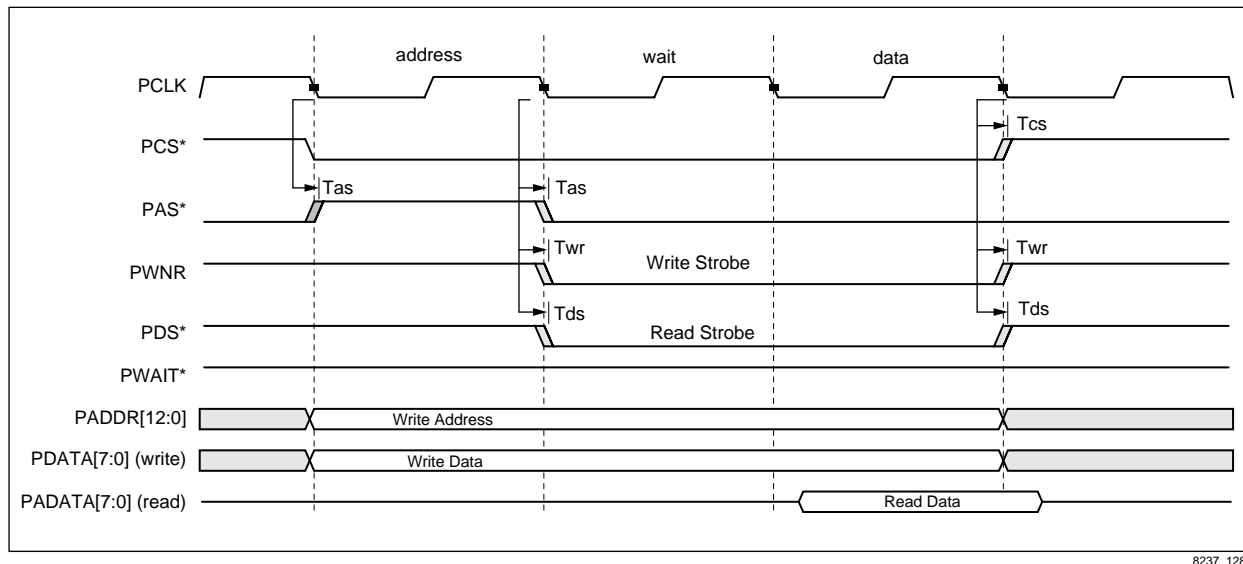 address wait data
PCLK
Tcs
PCS*
Tas Tas
PAS*
Twr Twr
PWNR Write Strobe
Tds Tds
PDS* Read Strobe
PWAIT*
PADDR[12:0] Write Address
PDATA[7:0] (write) Write Data
PADATA[7:0] (read) Read Data
8237_128